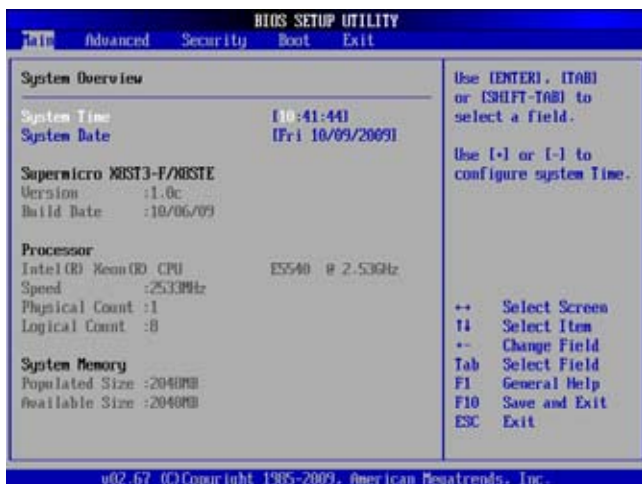 BIOS SETUP UTILITY
Main Advanced Security Boot Exit
System Overview
System Time [10:41:44]
System Date [Fri 10/09/2009]
Supermicro X8ST3-F/X8STE
Version :1.0c
Build Date :10/06/09
Processor
Intel(R) Xeon(R) CPU E5540 @ 2.53GHz
Speed :2533MHz
Physical Count :1
Logical Count :8
System Memory
Populated Size :2048MB
Available Size :2048MB
Use [ENTER], [TAB]
or [SHIFT-TAB] to
select a field.
Use [+] or [-] to
configure system Time.
↔ Select Screen
↑↓ Select Item
+- Change Field
Tab Select Field
F1 General Help
F10 Save and Exit
ESC Exit
v02.67 (C)Copyright 1985-2009, American Megatrends, Inc.